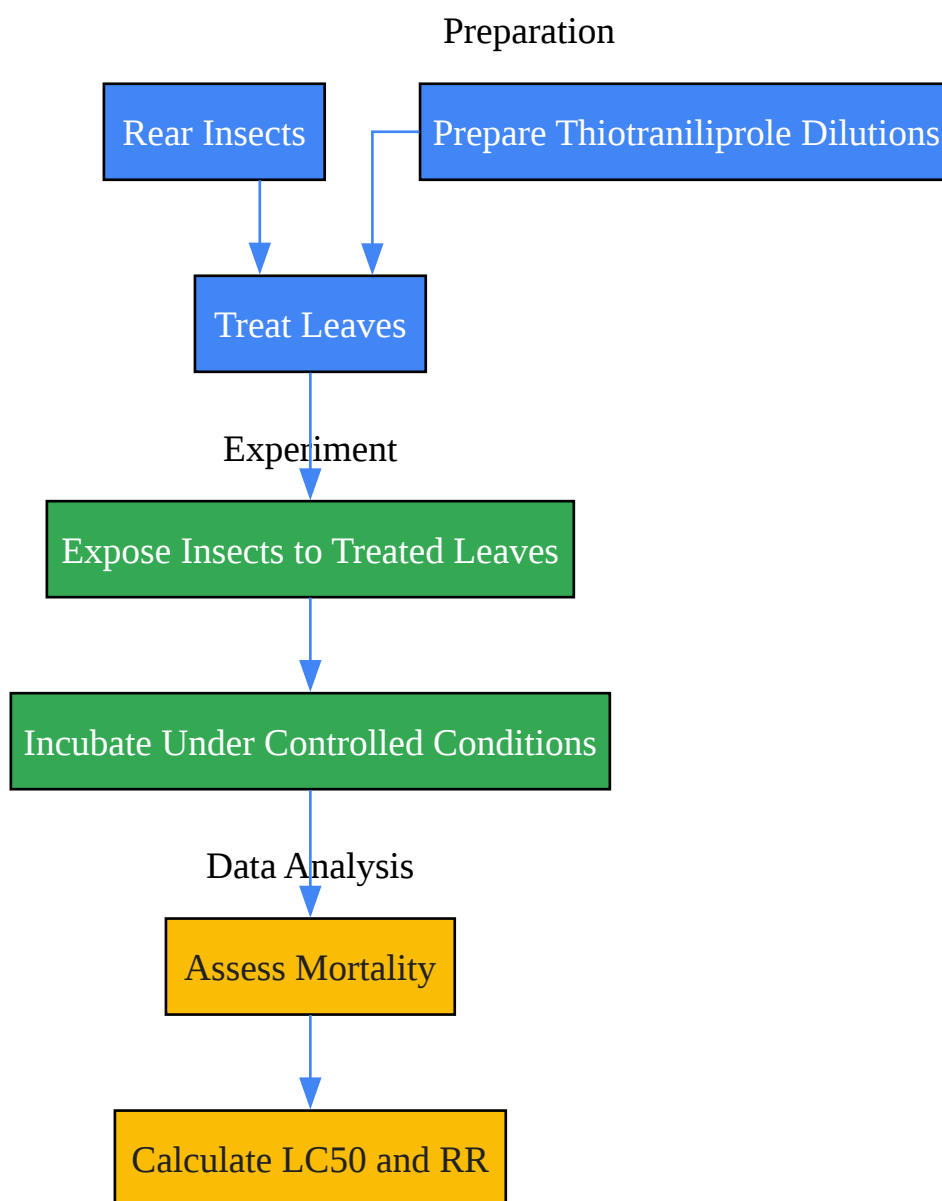 Preparation
Rear Insects
Prepare Thiotraniliprole Dilutions
Treat Leaves
Experiment
Expose Insects to Treated Leaves
Incubate Under Controlled Conditions
Data Analysis
Assess Mortality
Calculate LC50 and RR